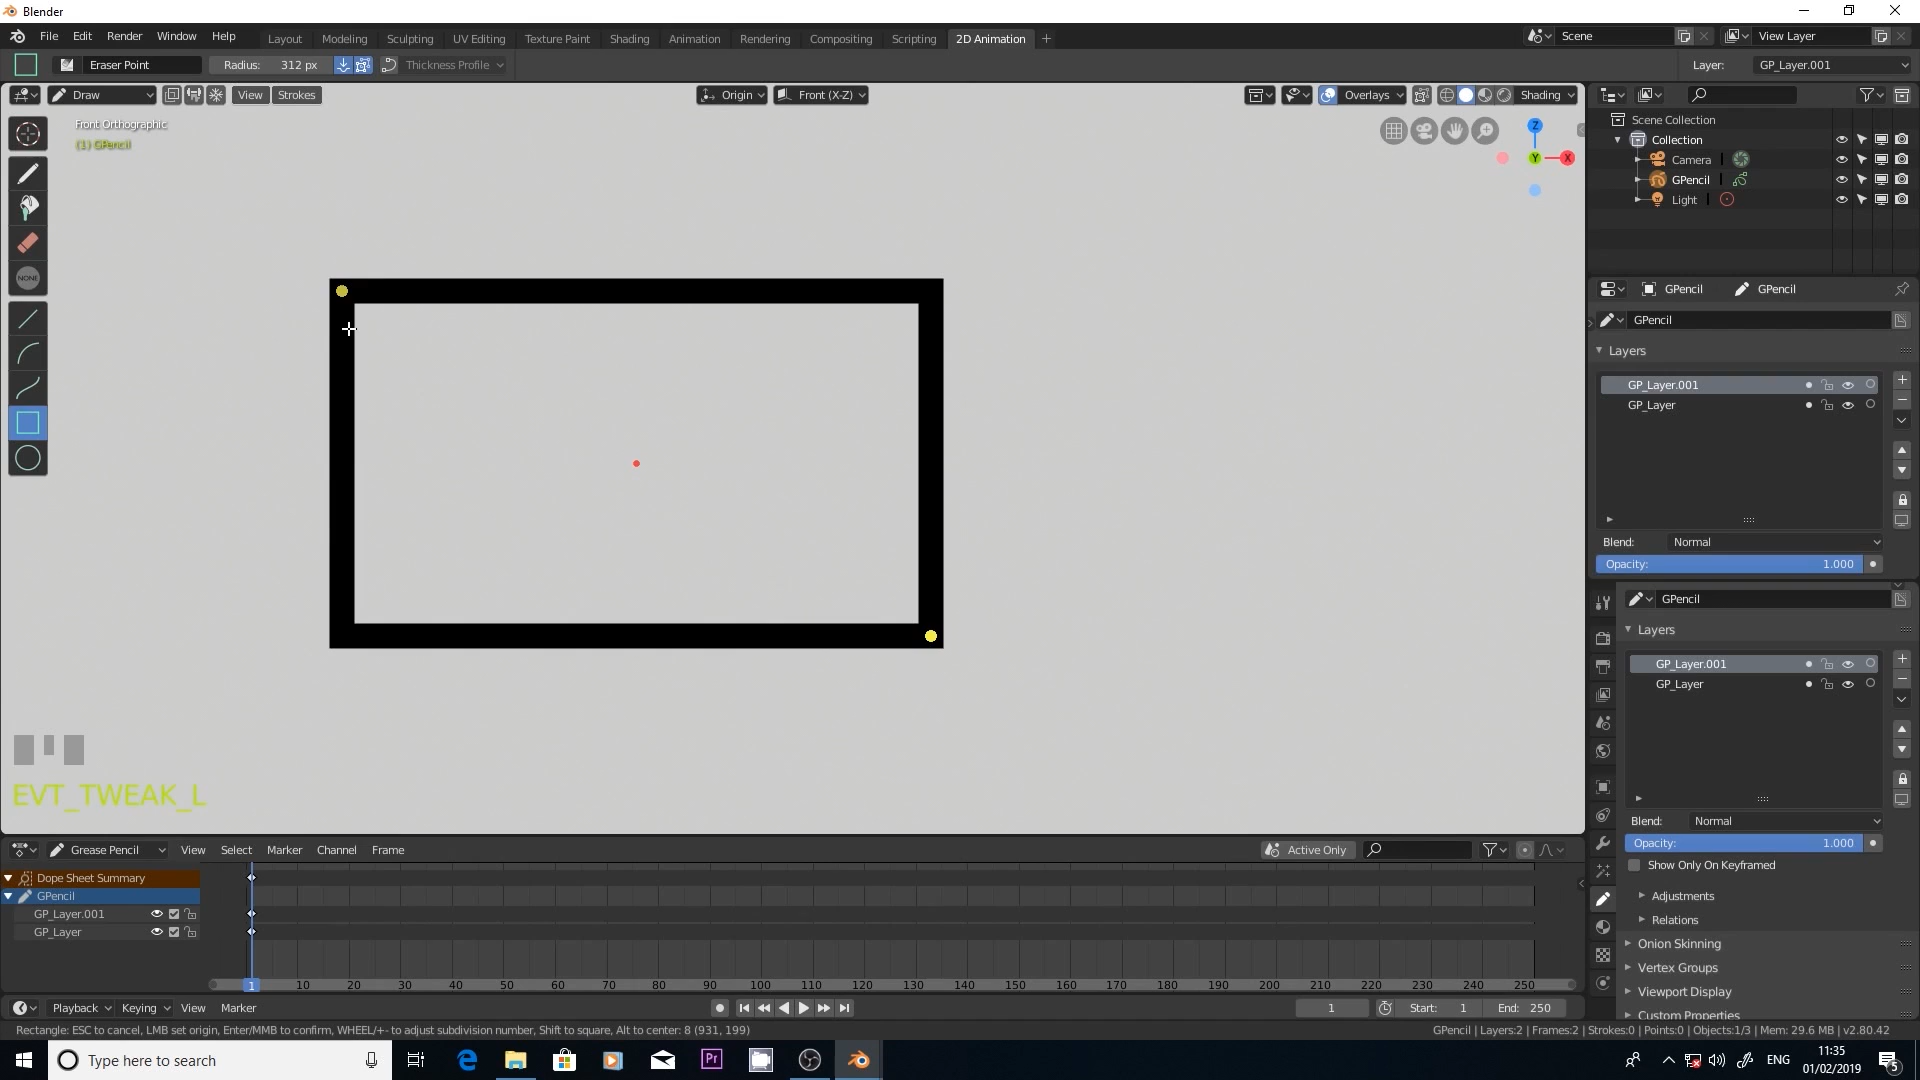 Blender
File Edit Render Window Help Layout Modeling Sculpting UV Editing Texture Paint Shading Animation Rendering Compositing Scripting 2D Animation + Scene View Layer
Eraser Point Radius: 312 px Thickness Profile Layer: GP_Layer.001
Draw View Strokes Origin Front (X-Z) Overlays Shading
Front Orthographic
(1) GPencil
Z
Y
X
NONE
EVT_TWEAK_L
Scene Collection
Collection
Camera
GPencil
Light
GPencil GPencil
GPencil
Layers
GP_Layer.001
GP_Layer
Blend: Normal
Opacity: 1.000
GPencil
Layers
GP_Layer.001
GP_Layer
Blend: Normal
Opacity: 1.000
Show Only On Keyframed
Adjustments
Relations
Onion Skinning
Vertex Groups
Viewport Display
Custom Properties
Grease Pencil View Select Marker Channel Frame Active Only
Dope Sheet Summary
GPencil
GP_Layer.001
GP_Layer
1 10 20 30 40 50 60 70 80 90 100 110 120 130 140 150 160 170 180 190 200 210 220 230 240 250
Playback Keying View Marker 1 Start: 1 End: 250
Rectangle: ESC to cancel, LMB set origin, Enter/MMB to confirm, WHEEL/+- to adjust subdivision number, Shift to square, Alt to center: 8 (931, 199) GPencil | Layers:2 | Frames:2 | Strokes:0 | Points:0 | Objects:1/3 | Mem: 29.6 MB | v2.80.42
Type here to search Pr ENG 11:35
01/02/2019
5